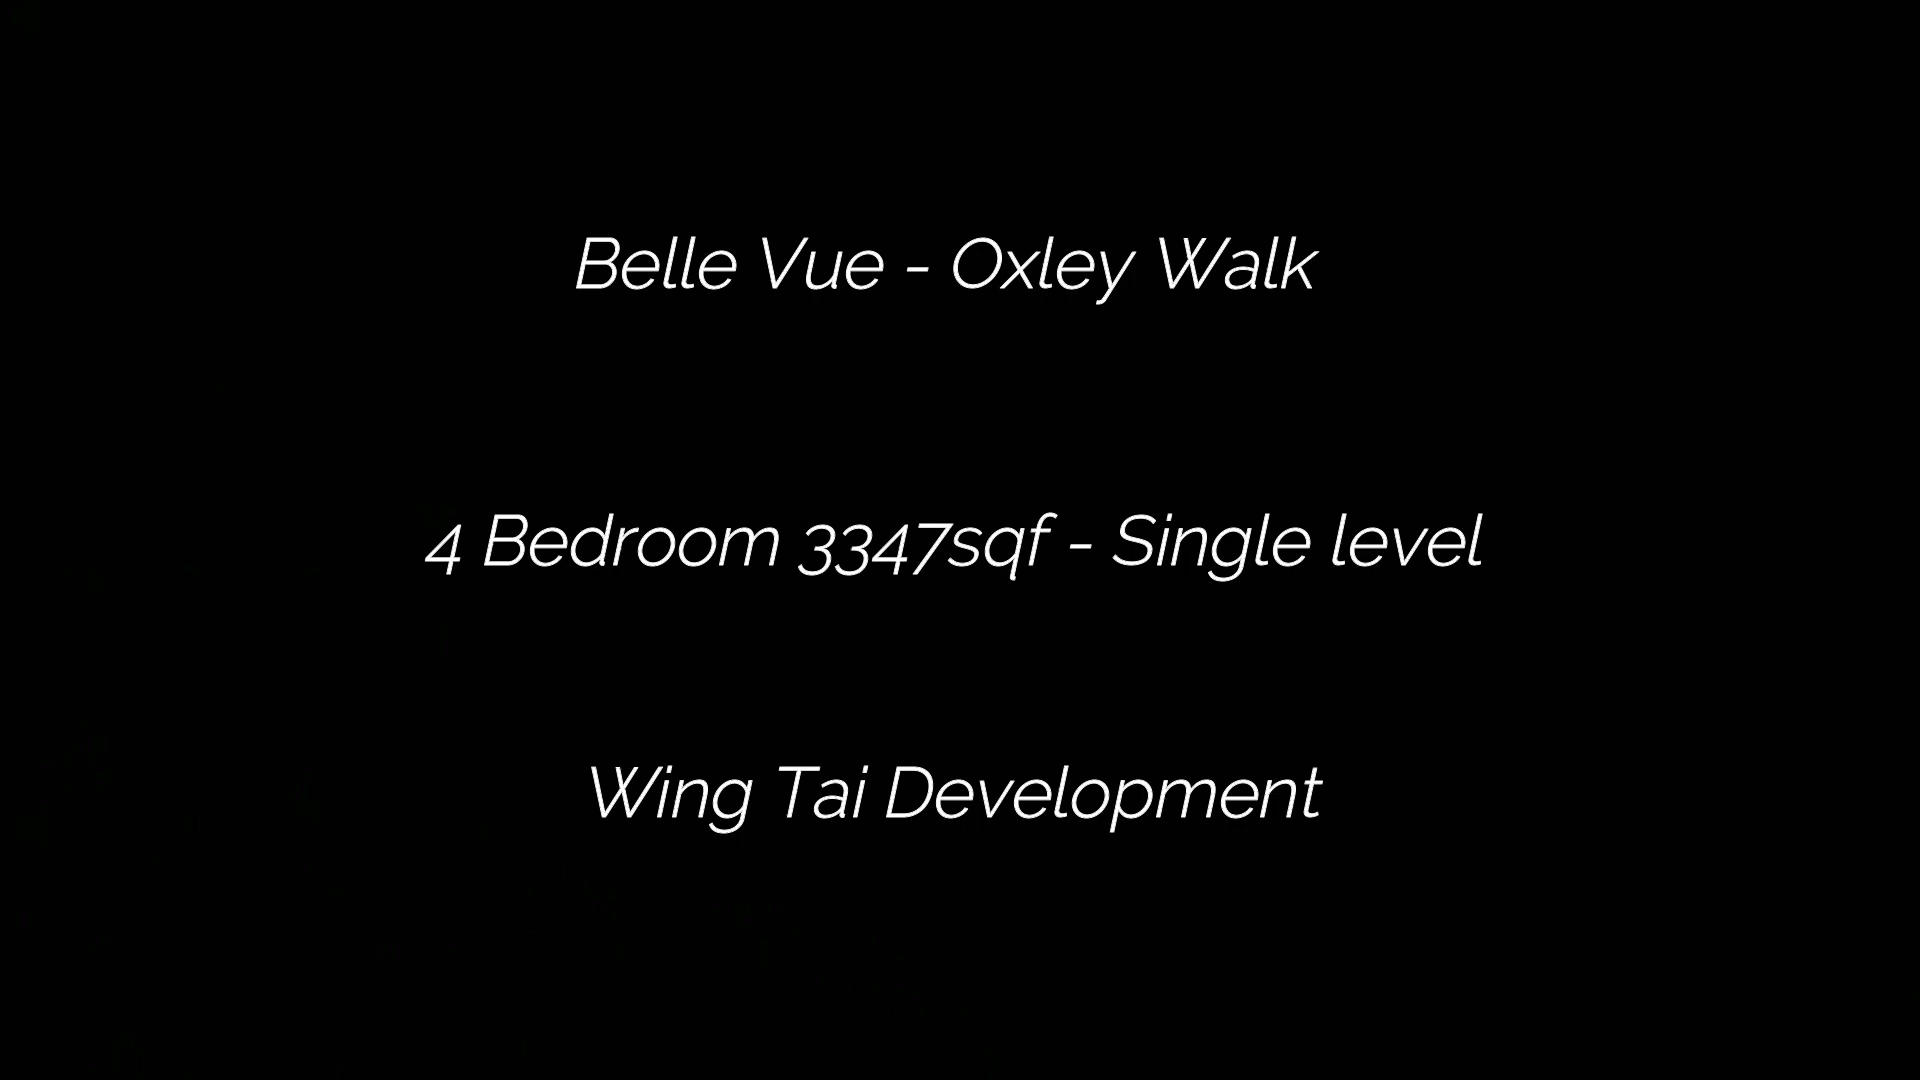 Belle Vue - Oxley Walk
4 Bedroom 3347sqf - Single level
Wing Tai Development